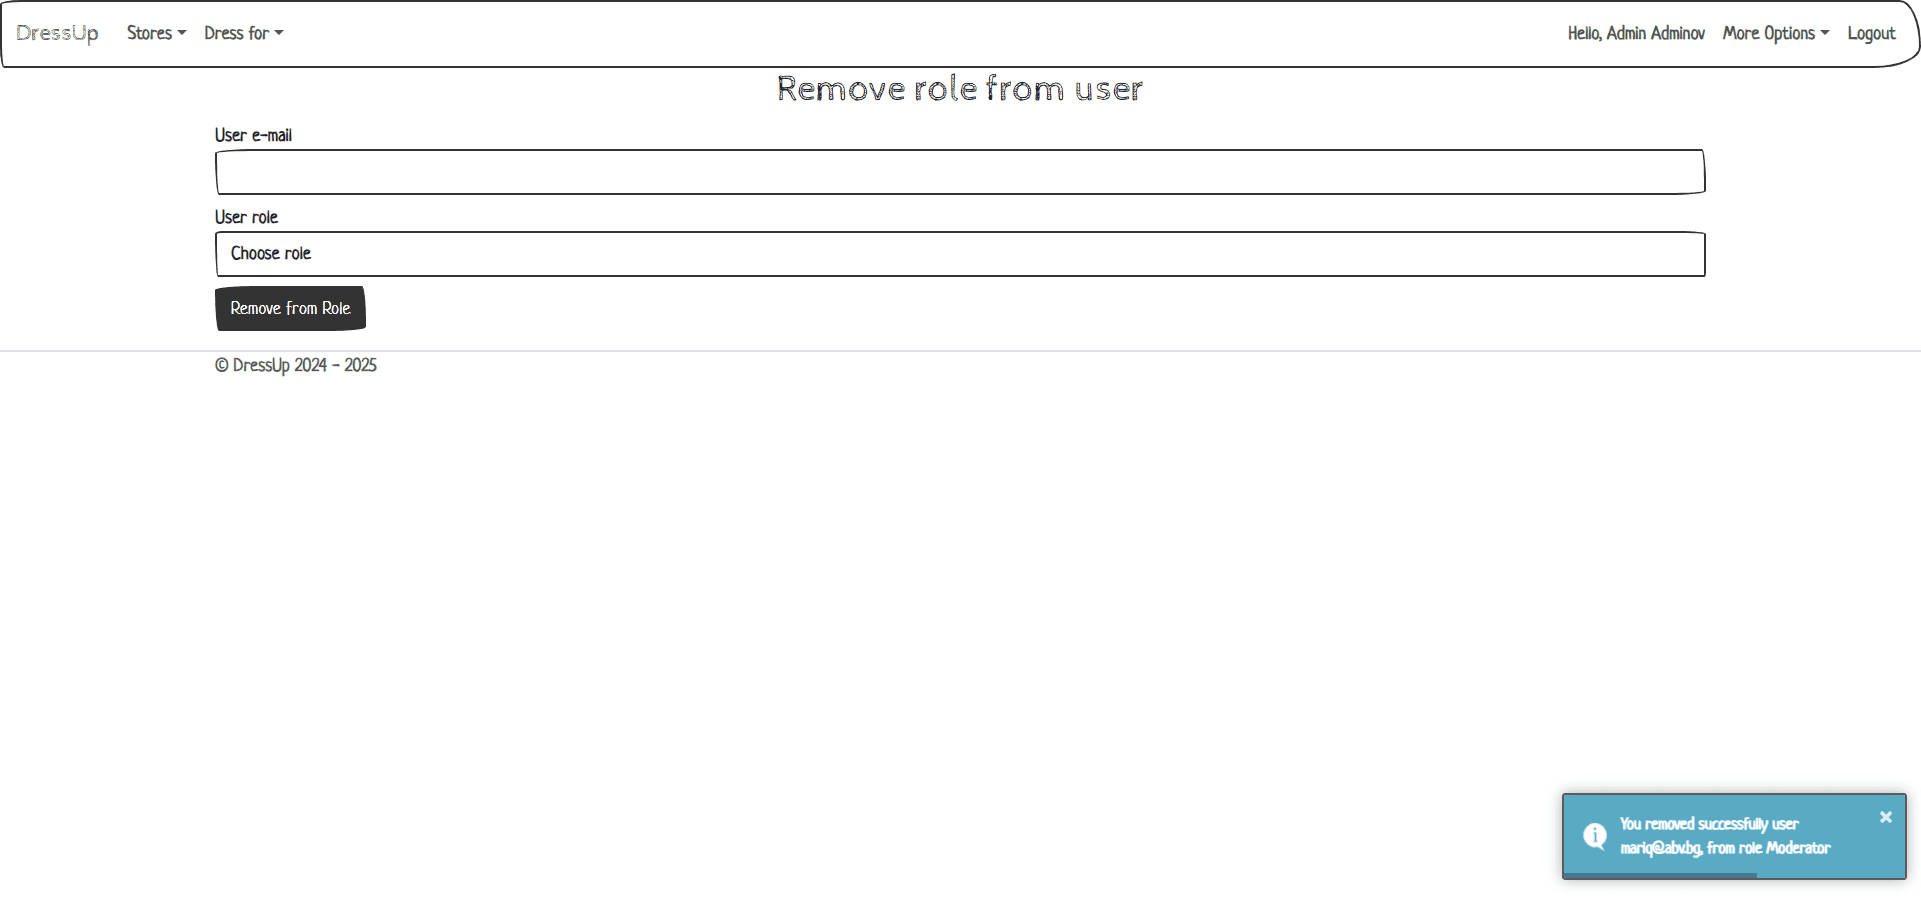 DressUp Stores Dress for Hello, Admin Adminov More Options Logout
Remove role from user
User e-mail
User role
Choose role
Remove from Role
© DressUp 2024 - 2025
You removed successfully user
mariq@abv.bg, from role Moderator